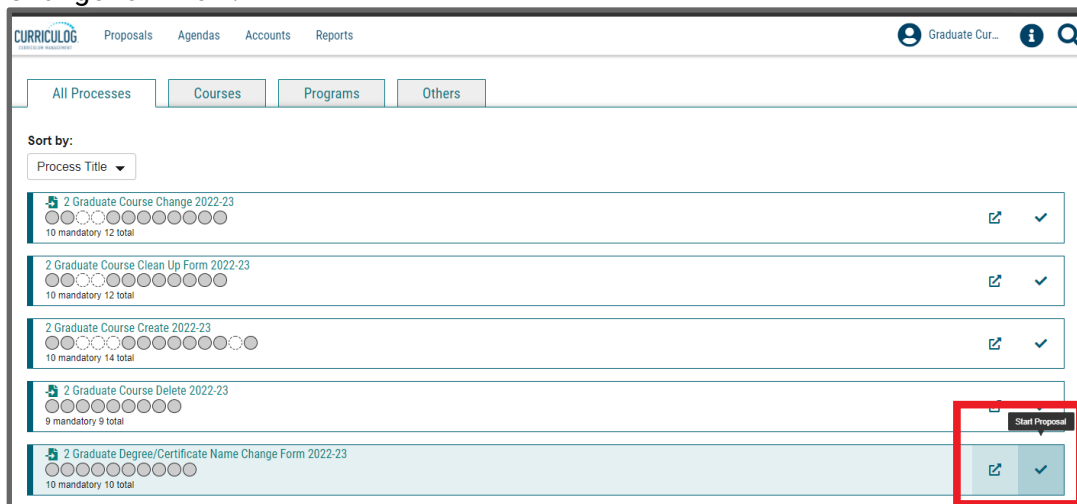 CURRICULOG Proposals Agendas Accounts Reports Graduate Cur...
CURRICULUM MANAGEMENT
All Processes Courses Programs Others
Sort by:
Process Title
2 Graduate Course Change 2022-23
10 mandatory 12 total
2 Graduate Course Clean Up Form 2022-23
10 mandatory 12 total
2 Graduate Course Create 2022-23
10 mandatory 14 total
2 Graduate Course Delete 2022-23
9 mandatory 9 total
Start Proposal
2 Graduate Degree/Certificate Name Change Form 2022-23
10 mandatory 10 total